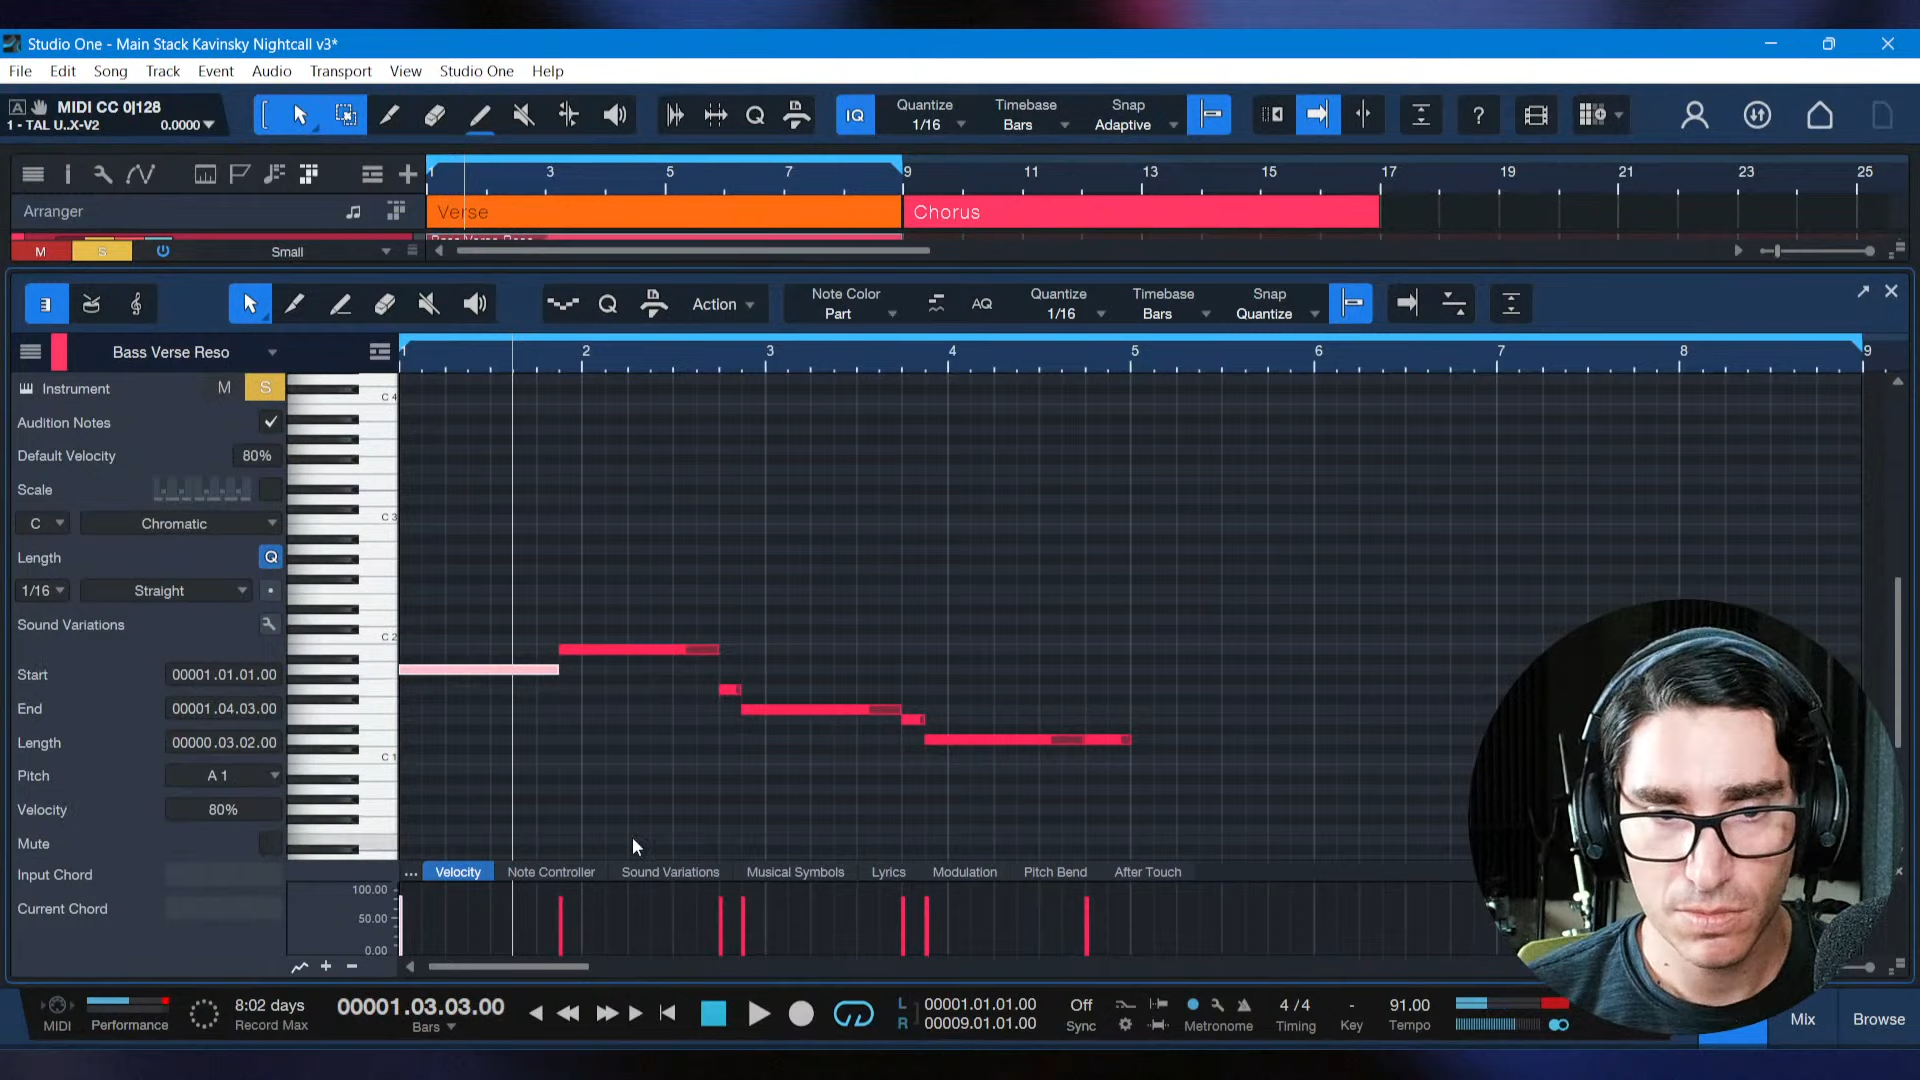 Studio One - Main Stack Kavinsky Nightcall v3*
File Edit Song Track Event Audio Transport View Studio One Help
MIDI CC 0|128
1 - TAL U..X-V2 0.0000
IQ
Quantize
1/16
Timebase
Bars
Snap
Adaptive
?
1 3 5 7 9 11 13 15 17 19 21 23 25
Arranger
Verse
Chorus
M S Small
Action
Note Color
Part
AQ
Quantize
1/16
Timebase
Bars
Snap
Quantize
Bass Verse Reso
1 2 3 4 5 6 7 8 9
Instrument M S
Audition Notes
Default Velocity 80%
Scale
C Chromatic
Length Q
1/16 Straight
Sound Variations
Start 00001.01.01.00
End 00001.04.03.00
Length 00000.03.02.00
Pitch A 1
Velocity 80%
Mute
Input Chord
Current Chord
C 4
C 3
C 2
C 1
... Velocity Note Controller Sound Variations Musical Symbols Lyrics Modulation Pitch Bend After Touch
100.00
50.00
0.00
MIDI
Performance
8:02 days
Record Max
00001.03.03.00
Bars
L 00001.01.01.00
R 00009.01.01.00
Off
Sync
Metronome
4 / 4
Timing
-
Key
91.00
Tempo
Mix
Browse